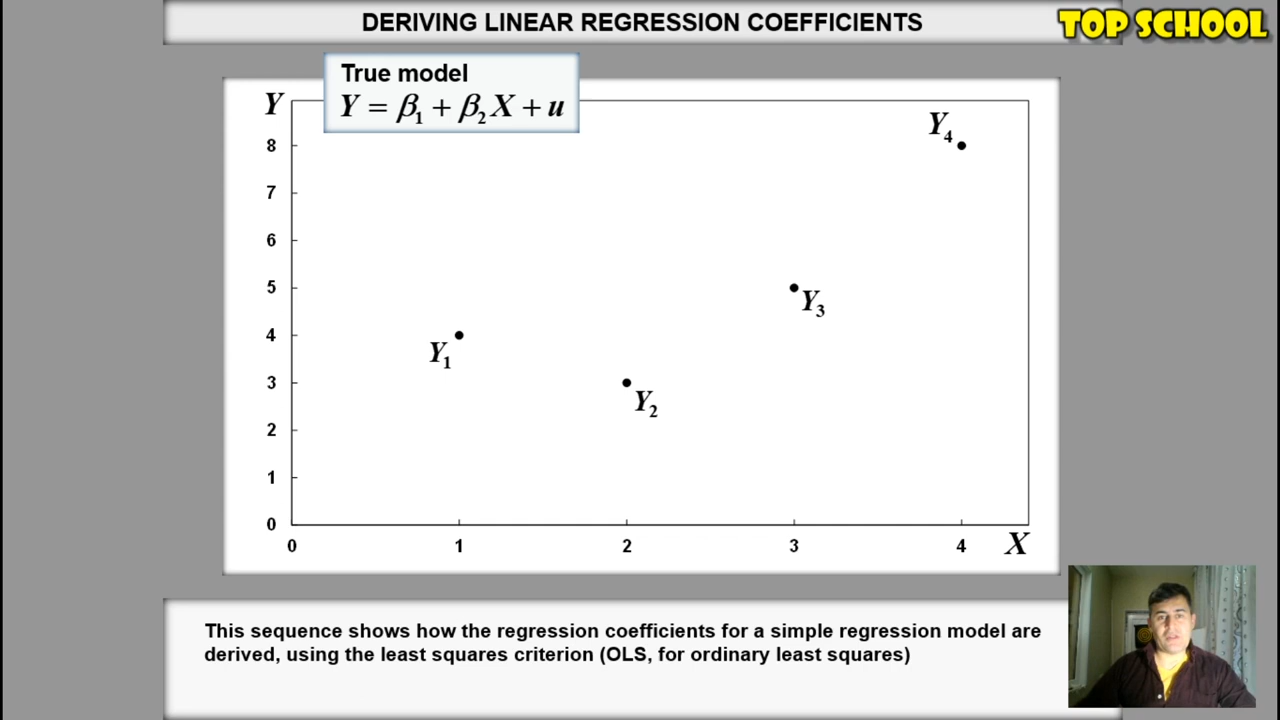 DERIVING LINEAR REGRESSION COEFFICIENTS
TOP SCHOOL
True model
Y = β₁ + β₂X + u
Y
8
7
6
5
4
3
2
1
0
Y₄
Y₃
Y₁
Y₂
0 1 2 3 4 X
This sequence shows how the regression coefficients for a simple regression model are
derived, using the least squares criterion (OLS, for ordinary least squares)